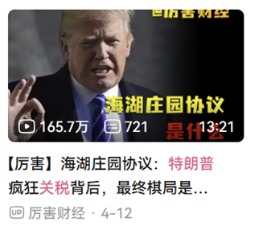 厉害财经
海湖庄园协议
是什么
165.7万 721 13:21
【厉害】海湖庄园协议：特朗普
疯狂关税背后，最终棋局是...
UP 厉害财经 · 4-12